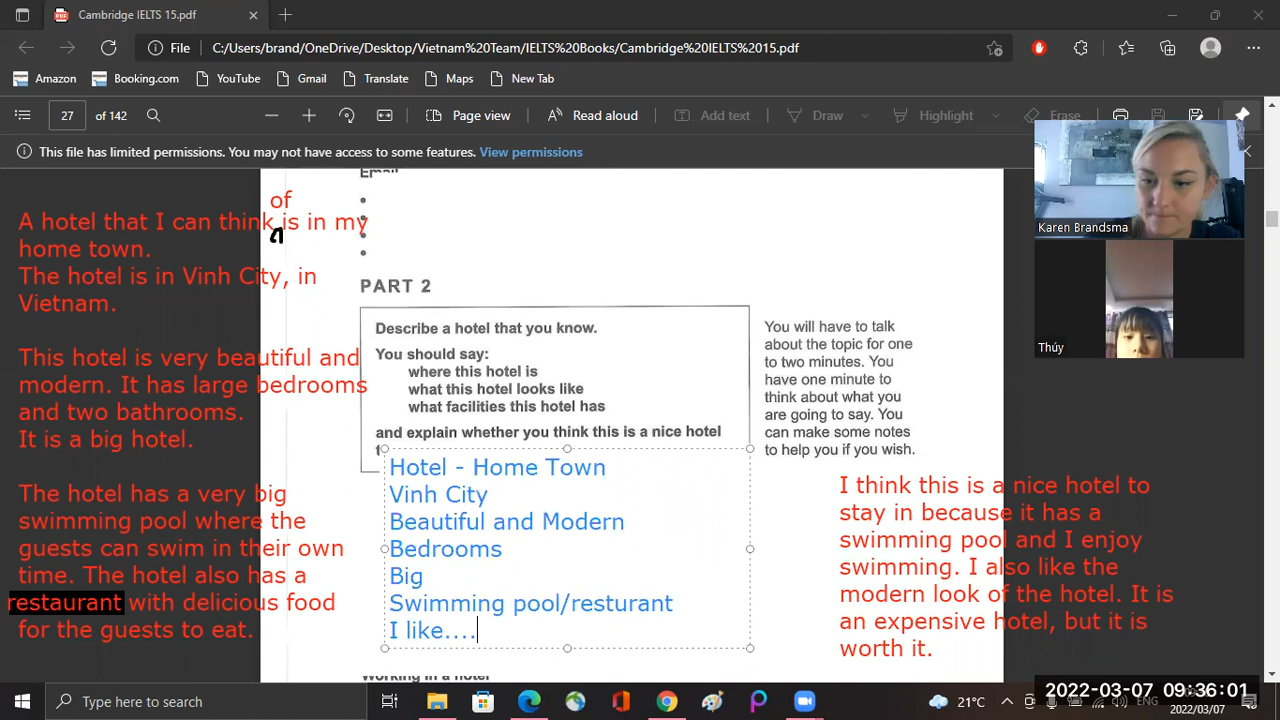 Cambridge IELTS 15.pdf
File
C:/Users/brand/OneDrive/Desktop/Vietnam%20Team/IELTS%20Books/Cambridge%20IELTS%2015.pdf
Amazon
Booking.com
YouTube
Gmail
Translate
Maps
New Tab
27 of 142
Page view
Read aloud
Add text
Draw
Highlight
Erase
This file has limited permissions. You may not have access to some features. View permissions
Email
of
A hotel that I can think is in my
home town.
a
The hotel is in Vinh City, in
Vietnam.
This hotel is very beautiful and
modern. It has large bedrooms
and two bathrooms.
It is a big hotel.
The hotel has a very big
swimming pool where the
guests can swim in their own
time. The hotel also has a
restaurant with delicious food
for the guests to eat.
PART 2
Describe a hotel that you know.
You should say:
where this hotel is
what this hotel looks like
what facilities this hotel has
and explain whether you think this is a nice hotel
You will have to talk
about the topic for one
to two minutes. You
have one minute to
think about what you
are going to say. You
can make some notes
to help you if you wish.
Hotel - Home Town
Vinh City
Beautiful and Modern
Bedrooms
Big
Swimming pool/resturant
I like....
I think this is a nice hotel to
stay in because it has a
swimming pool and I enjoy
swimming. I also like the
modern look of the hotel. It is
an expensive hotel, but it is
worth it.
Working in a hotel
Karen Brandsma
Thúy
Type here to search
21°C
ENG
2022-03-07 09:36:01
2022/03/07